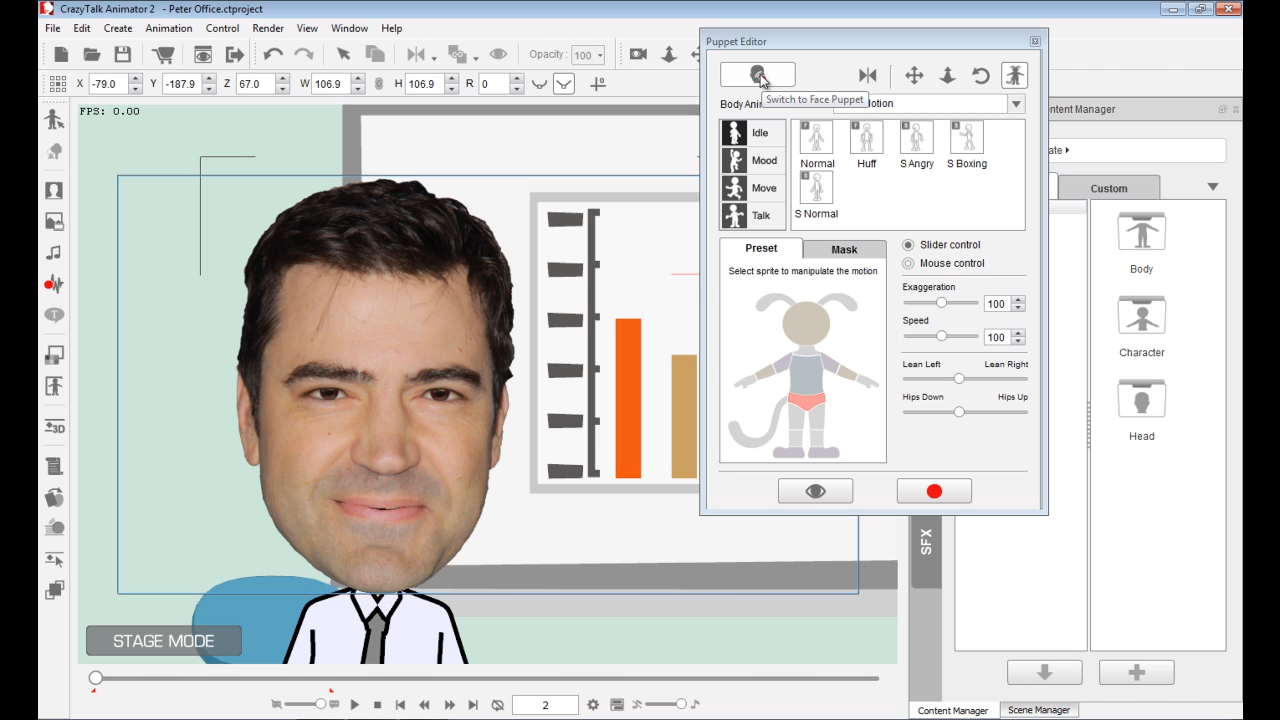 CrazyTalk Animator 2 - Peter Office.ctproject
File Edit Create Animation Control Render View Window Help
Opacity : 100
X -79.0 Y -187.9 Z 67.0 W 106.9 H 106.9 R 0
FPS: 0.00
STAGE MODE
2
Puppet Editor
Switch to Face Puppet
Body Ani
otion
Idle
Mood
Move
Talk
Normal Huff S Angry S Boxing
S Normal
Preset Mask
Select sprite to manipulate the motion
Slider control
Mouse control
Exaggeration
100
Speed
100
Lean Left Lean Right
Hips Down Hips Up
ntent Manager
ate
Custom
Body
Character
Head
SFX
Content Manager Scene Manager